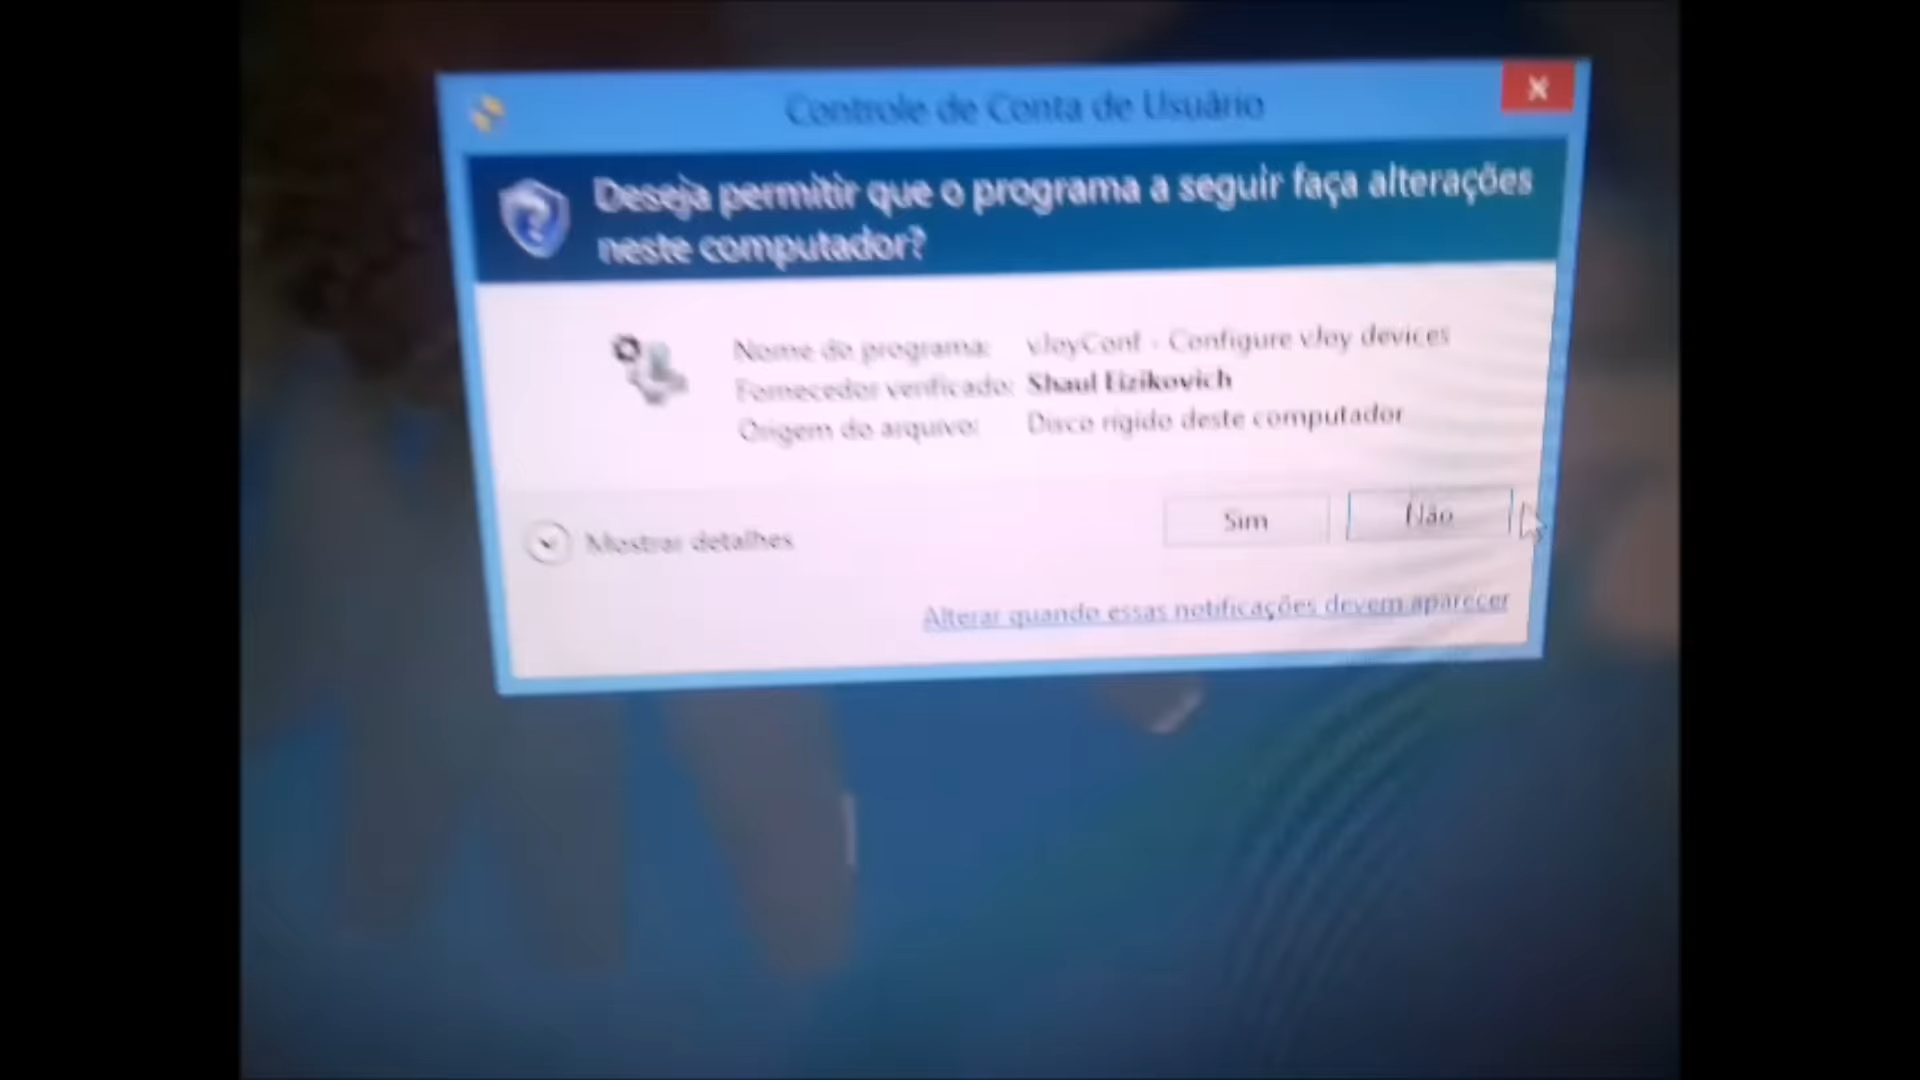 Controle de Conta de Usuário
X
Deseja permitir que o programa a seguir faça alterações
neste computador?
Nome do programa: vJoyConf - Configure vJoy devices
Fornecedor verificado: Shaul Eizikovich
Origem do arquivo: Disco rígido deste computador
Sim Não
Mostrar detalhes
Alterar quando essas notificações devem aparecer